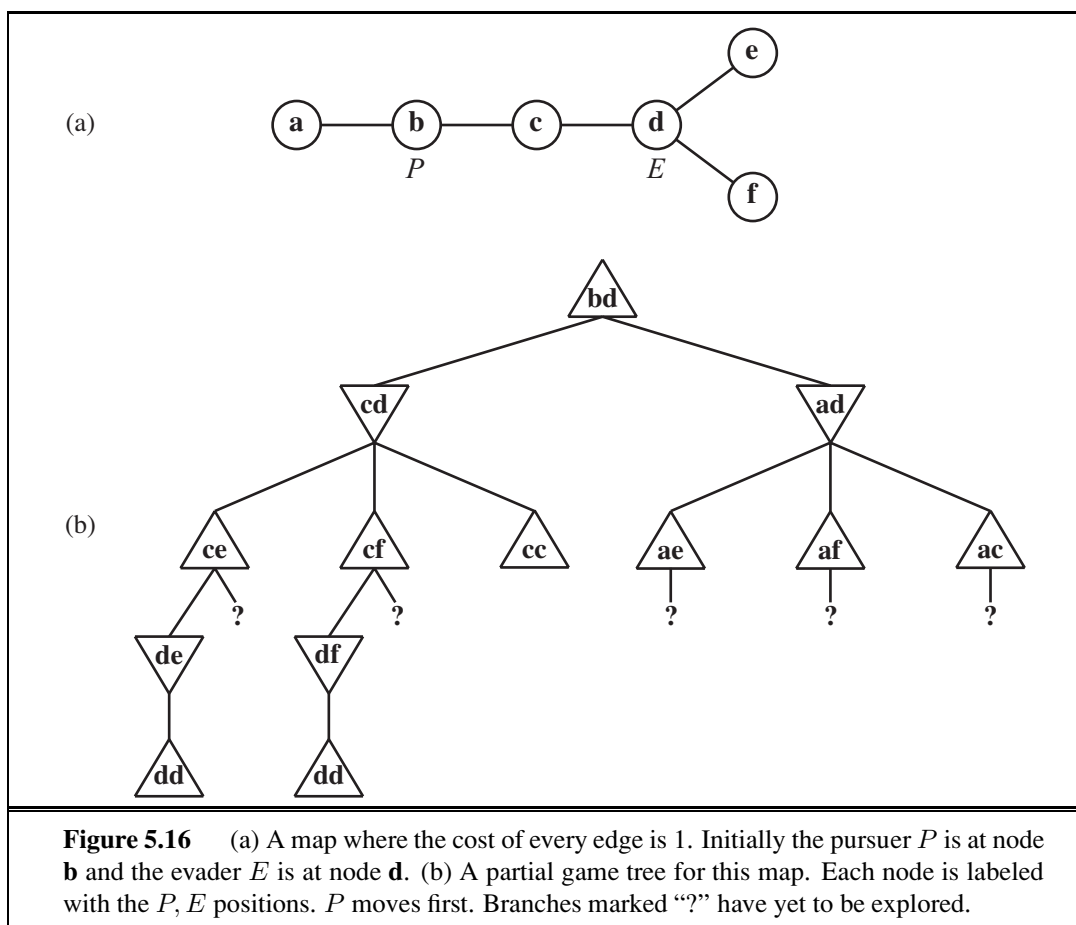 (a)
a b c d e f
P E
bd
cd ad
(b)
ce cf cc ae af ac
? ? ? ? ?
de df
dd dd
Figure 5.16 (a) A map where the cost of every edge is 1. Initially the pursuer P is at node
b and the evader E is at node d. (b) A partial game tree for this map. Each node is labeled
with the P, E positions. P moves first. Branches marked “?” have yet to be explored.